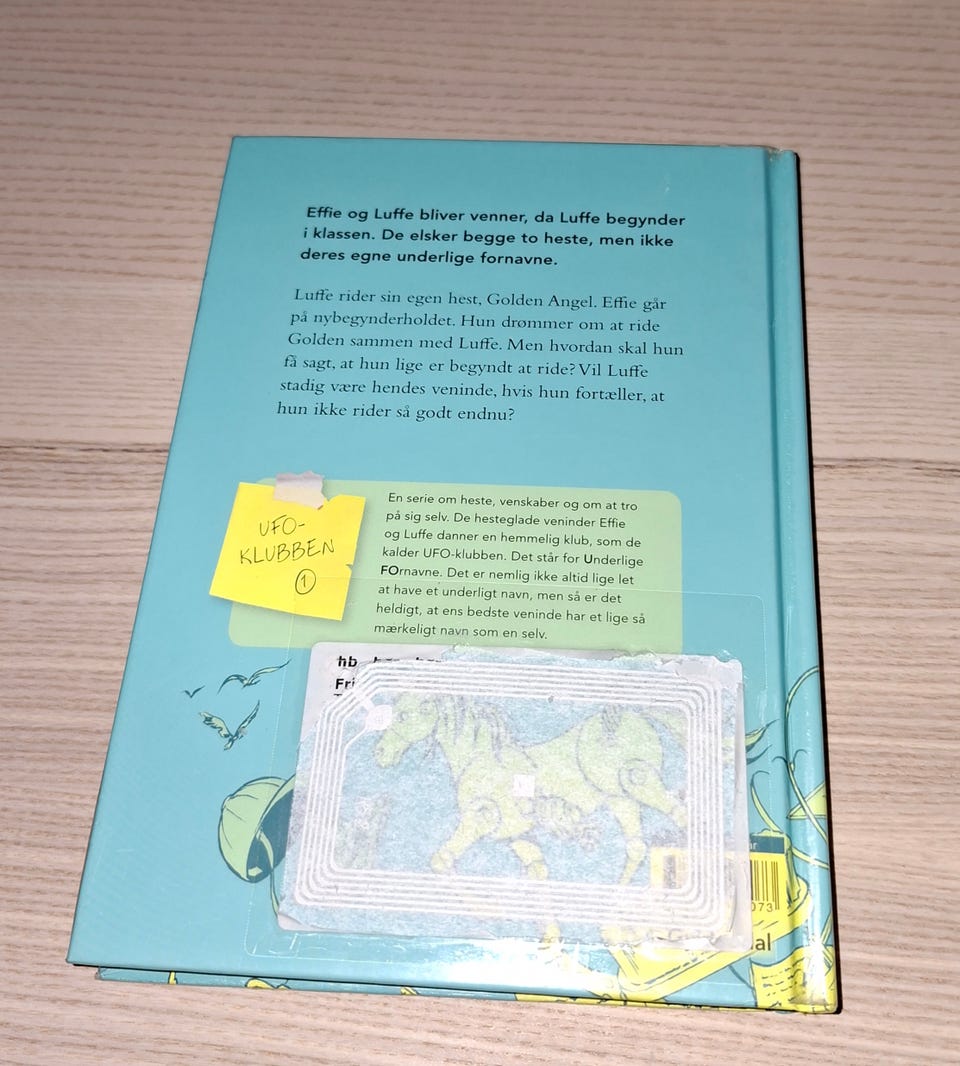 Effie og Luffe bliver venner, da Luffe begynder
i klassen. De elsker begge to heste, men ikke
deres egne underlige fornavne.
Luffe rider sin egen hest, Golden Angel. Effie går
på nybegynderholdet. Hun drømmer om at ride
Golden sammen med Luffe. Men hvordan skal hun
få sagt, at hun lige er begyndt at ride? Vil Luffe
stadig være hendes veninde, hvis hun fortæller, at
hun ikke rider så godt endnu?
UFO-
KLUBBEN
1
En serie om heste, venskaber og om at tro
på sig selv. De hesteglade veninder Effie
og Luffe danner en hemmelig klub, som de
kalder UFO-klubben. Det står for Underlige
FOrnavne. Det er nemlig ikke altid lige let
at have et underligt navn, men så er det
heldigt, at ens bedste veninde har et lige så
mærkeligt navn som en selv.
hb
Fri
073